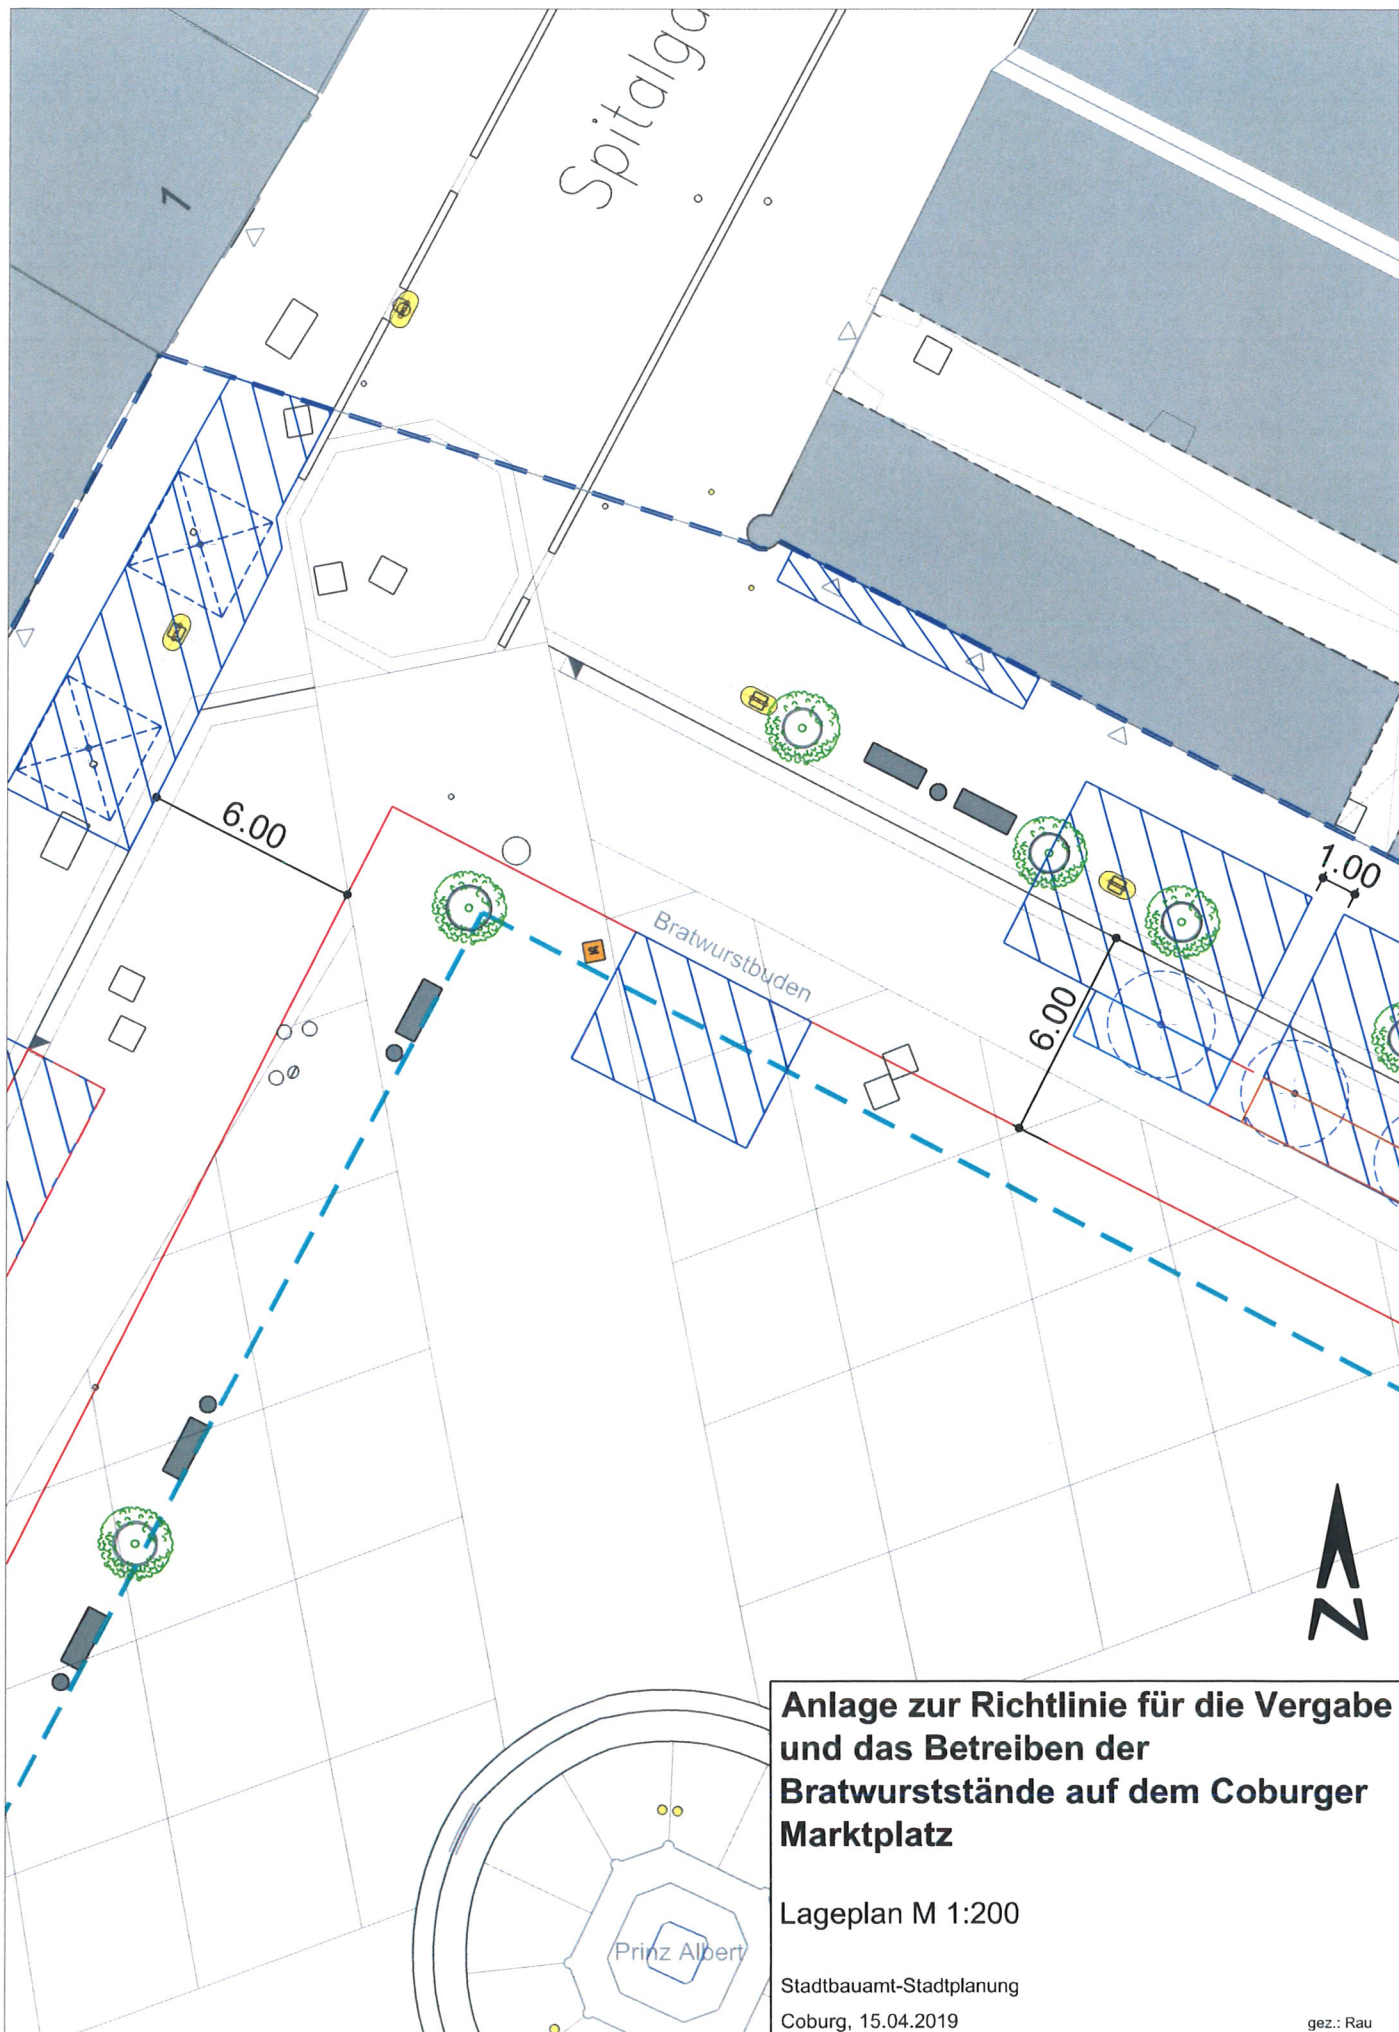 Spitalga
1
6.00
Bratwurstbuden
1.00
6.00
N
Anlage zur Richtlinie für die Vergabe
und das Betreiben der
Bratwurststände auf dem Coburger
Marktplatz
Lageplan M 1:200
Prinz Albert
Stadtbauamt-Stadtplanung
Coburg, 15.04.2019
gez.: Rau